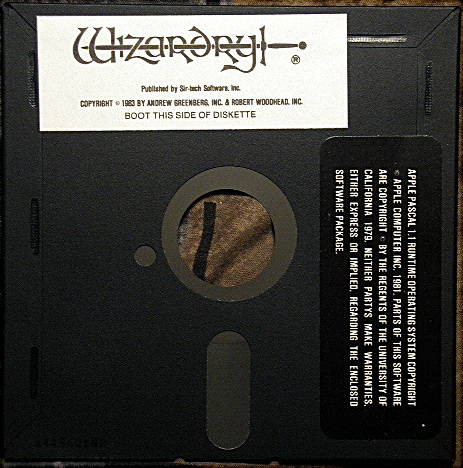 Wizardry
®
Published by Sir-tech Software, Inc.
COPYRIGHT © 1983 BY ANDREW GREENBERG, INC. & ROBERT WOODHEAD, INC.
BOOT THIS SIDE OF DISKETTE
APPLE PASCAL 1.1 RUNTIME OPERATING SYSTEM COPYRIGHT
© APPLE COMPUTER INC. 1981. PARTS OF THIS SOFTWARE
ARE COPYRIGHT © BY THE REGENTS OF THE UNIVERSITY OF
CALIFORNIA 1979. NEITHER PARTYS MAKE WARRANTIES,
EITHER EXPRESS OR IMPLIED, REGARDING THE ENCLOSED
SOFTWARE PACKAGE.